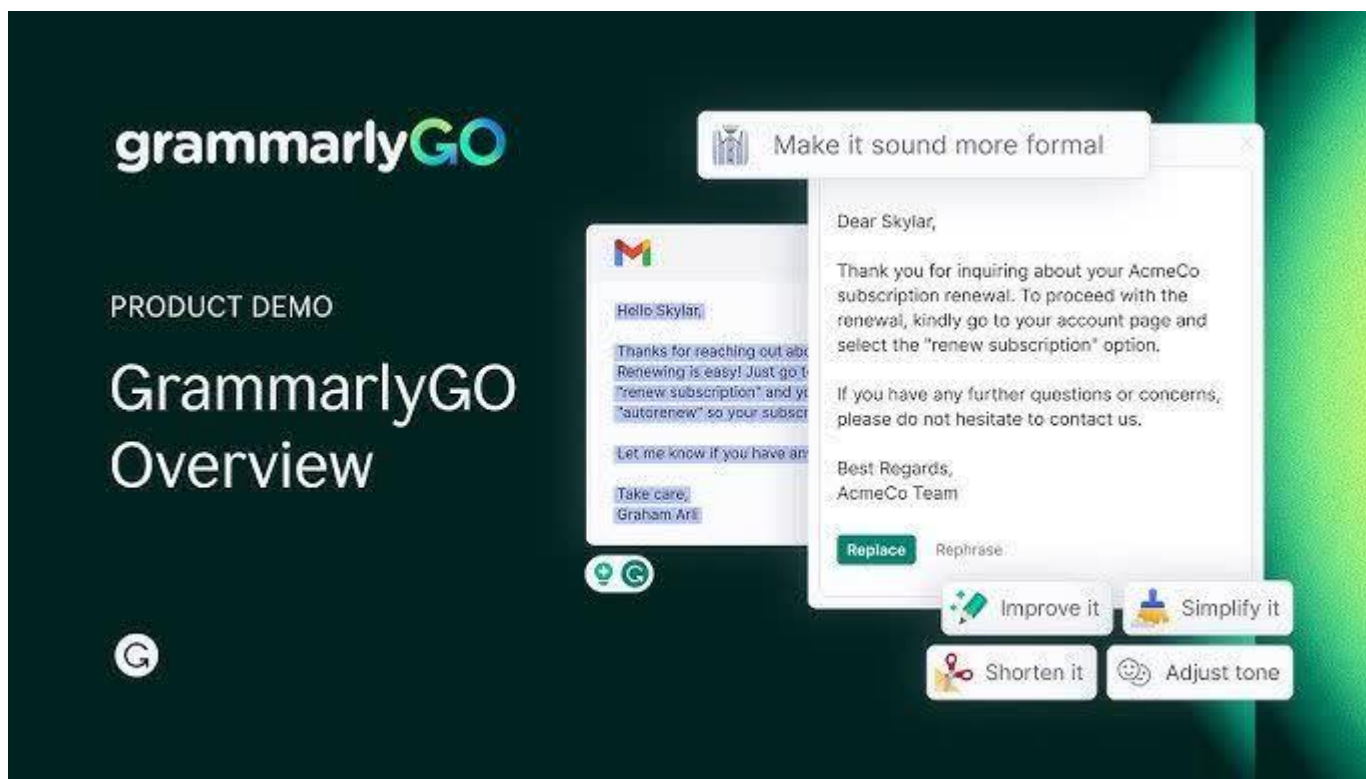 grammarlyGO
PRODUCT DEMO
GrammarlyGO
Overview
Make it sound more formal
Hello Skylar,
Thanks for reaching out
Renewing is easy! Just go
"renew subscription" and
"autorenew" so your
Let me know if you have
Take care,
Graham Arli
Dear Skylar,
Thank you for inquiring about your AcmeCo
subscription renewal. To proceed with the
renewal, kindly go to your account page and
select the "renew subscription" option.
If you have any further questions or concerns,
please do not hesitate to contact us.
Best Regards,
AcmeCo Team
Replace
Rephrase
Improve it
Simplify it
Shorten it
Adjust tone